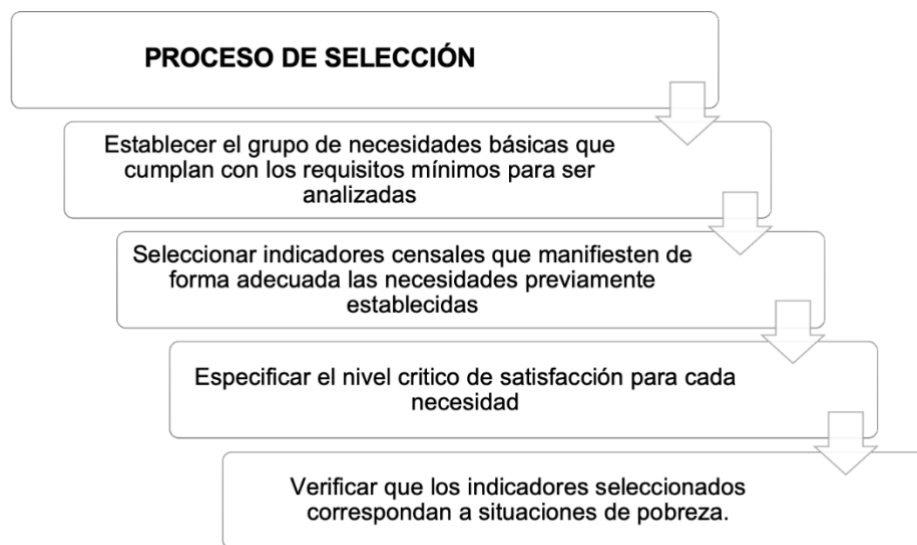 PROCESO DE SELECCIÓN
Establecer el grupo de necesidades básicas que
cumplan con los requisitos mínimos para ser
analizadas
Seleccionar indicadores censales que manifiesten de
forma adecuada las necesidades previamente
establecidas
Especificar el nivel critico de satisfacción para cada
necesidad
Verificar que los indicadores seleccionados
correspondan a situaciones de pobreza.